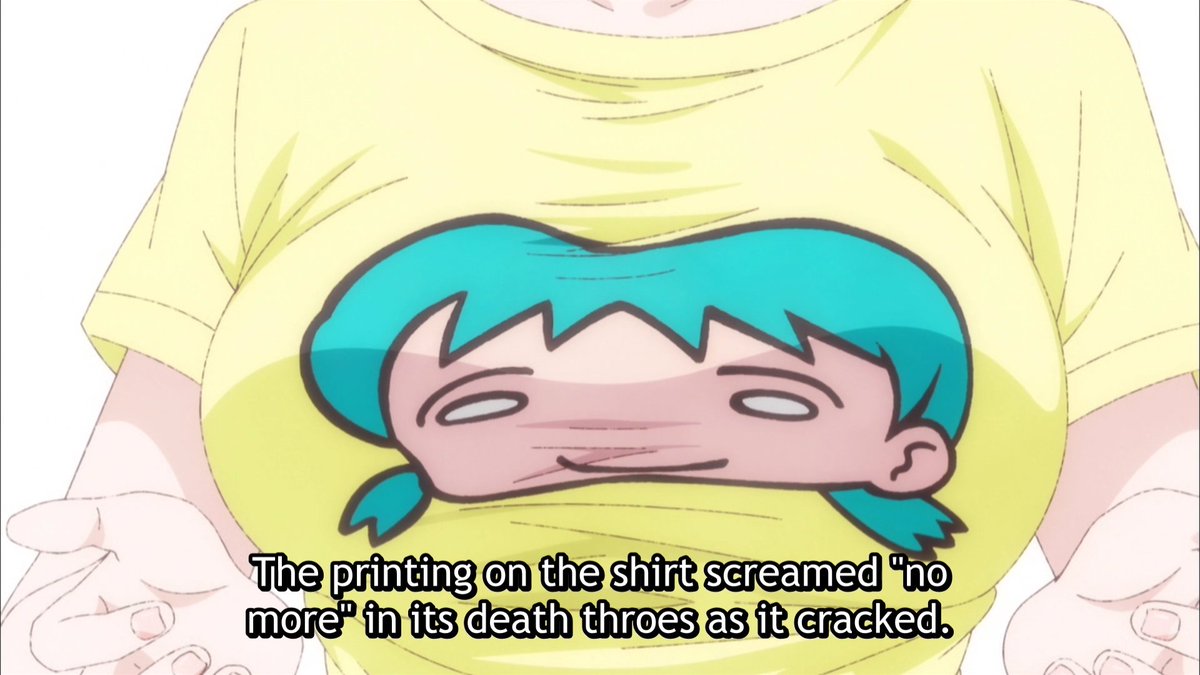 The printing on the shirt screamed "no
more" in its death throes as it cracked.